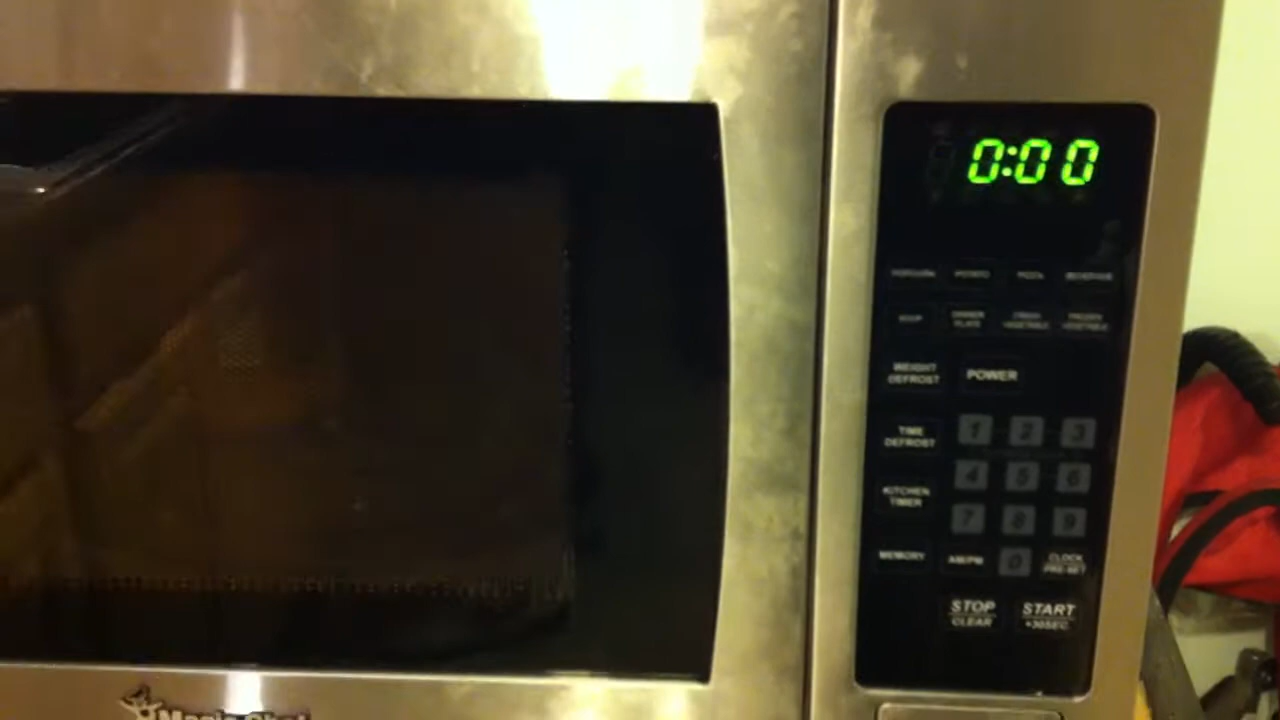 0:00
POPCORN POTATO PIZZA BEVERAGE
SOUP DINNER PLATE FRESH VEGETABLE FROZEN VEGETABLE
WEIGHT DEFROST POWER
TIME DEFROST 1 2 3
4 5 6
KITCHEN TIMER
7 8 9
MEMORY AM/PM 0 CLOCK PRE-SET
STOP CLEAR START +30SEC.
Magic Chef